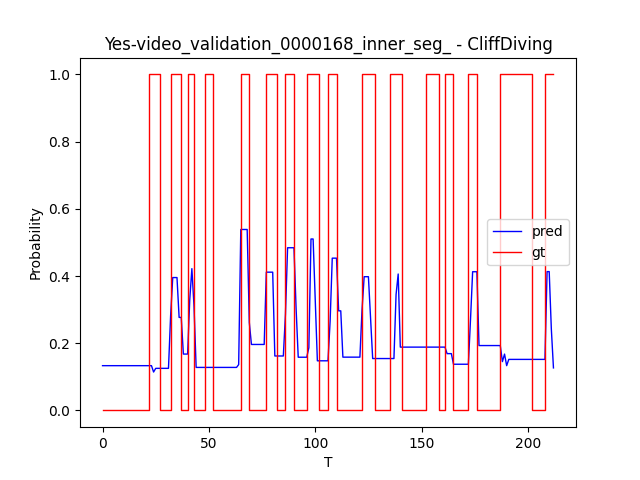 Yes-video_validation_0000168_inner_seg_ - CliffDiving
1.0
0.8
0.6
0.4
0.2
0.0
Probability
pred
gt
0 50 100 150 200
T